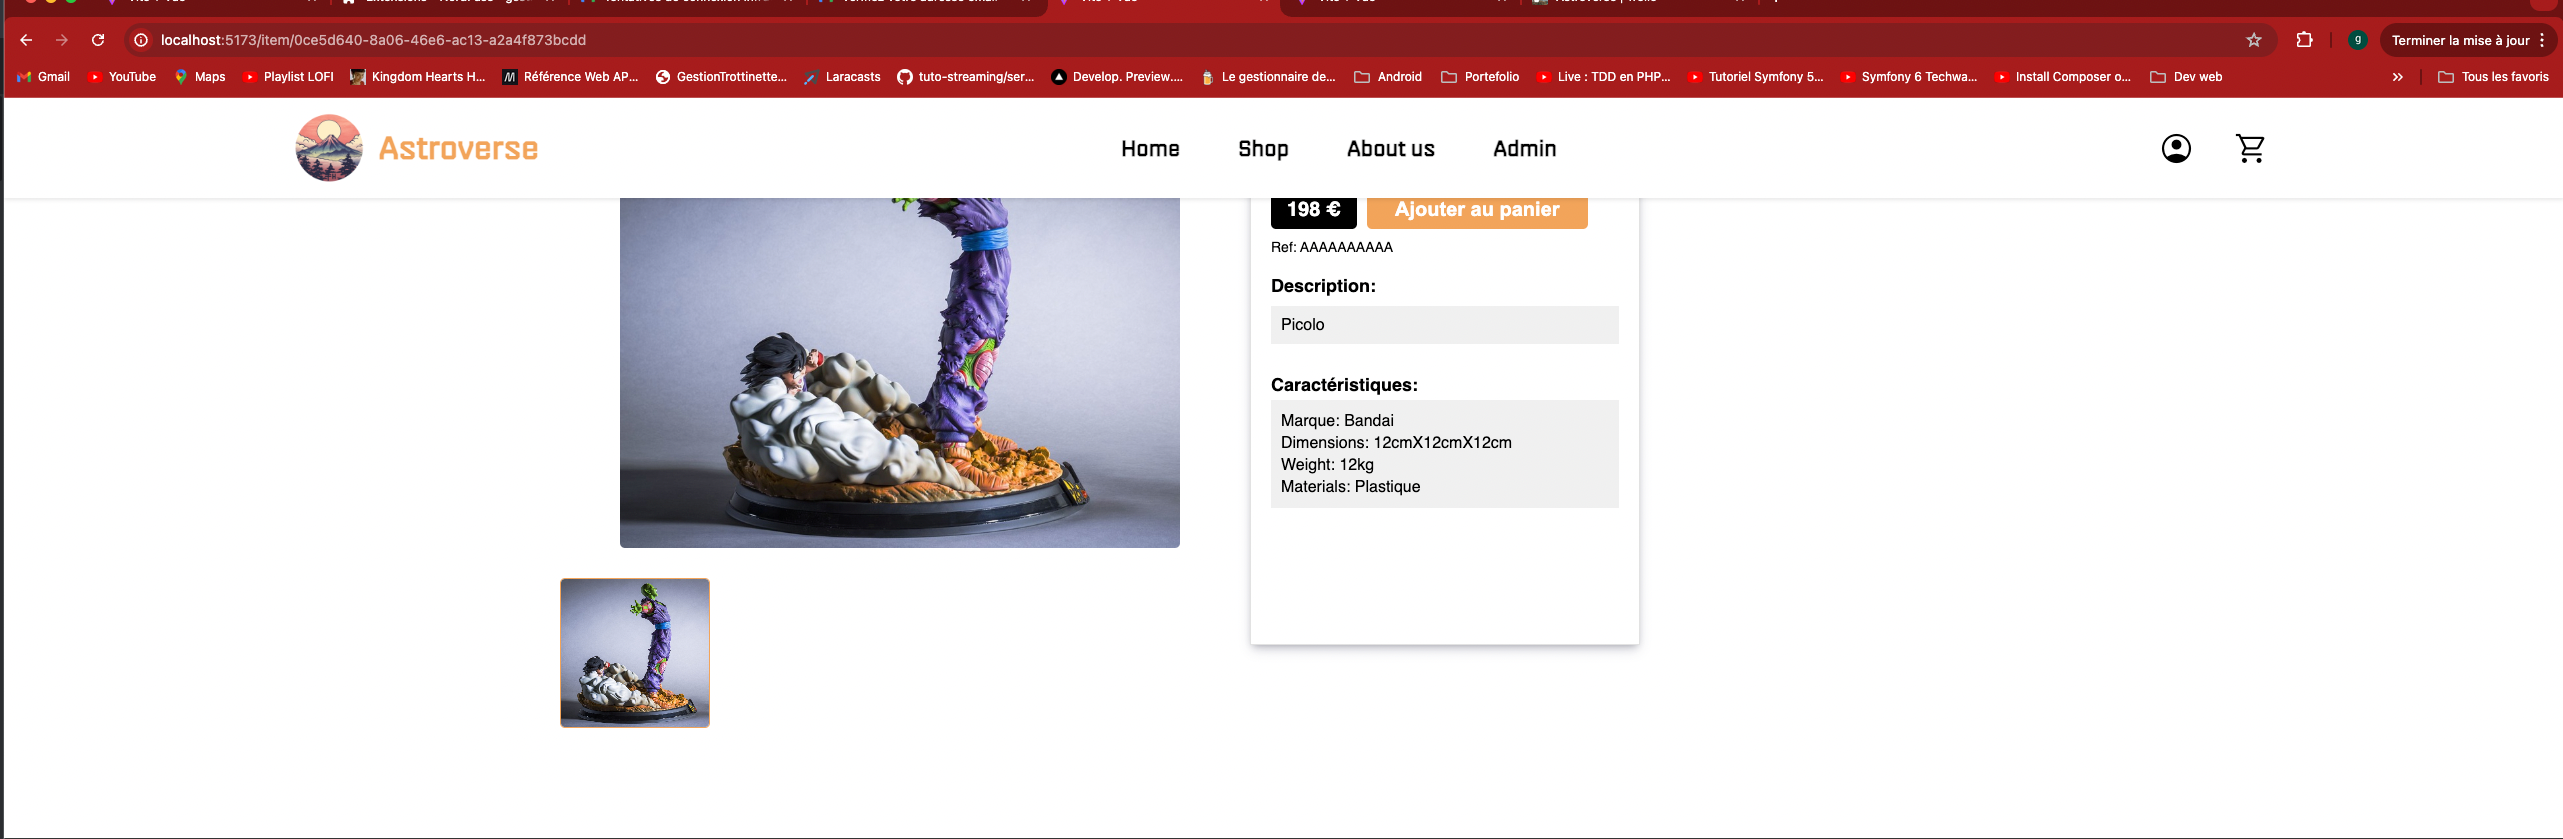 localhost:5173/item/0ce5d640-8a06-46e6-ac13-a2a4f873bcdd
g
Terminer la mise à jour
Gmail
YouTube
Maps
Playlist LOFI
Kingdom Hearts H...
Référence Web AP...
GestionTrottinette...
Laracasts
tuto-streaming/ser...
Develop. Preview....
Le gestionnaire de...
Android
Portefolio
Live : TDD en PHP...
Tutoriel Symfony 5...
Symfony 6 Techwa...
Install Composer o...
Dev web
Tous les favoris
Astroverse
Home
Shop
About us
Admin
198 €
Ajouter au panier
Ref: AAAAAAAAAA
Description:
Picolo
Caractéristiques:
Marque: Bandai
Dimensions: 12cmX12cmX12cm
Weight: 12kg
Materials: Plastique